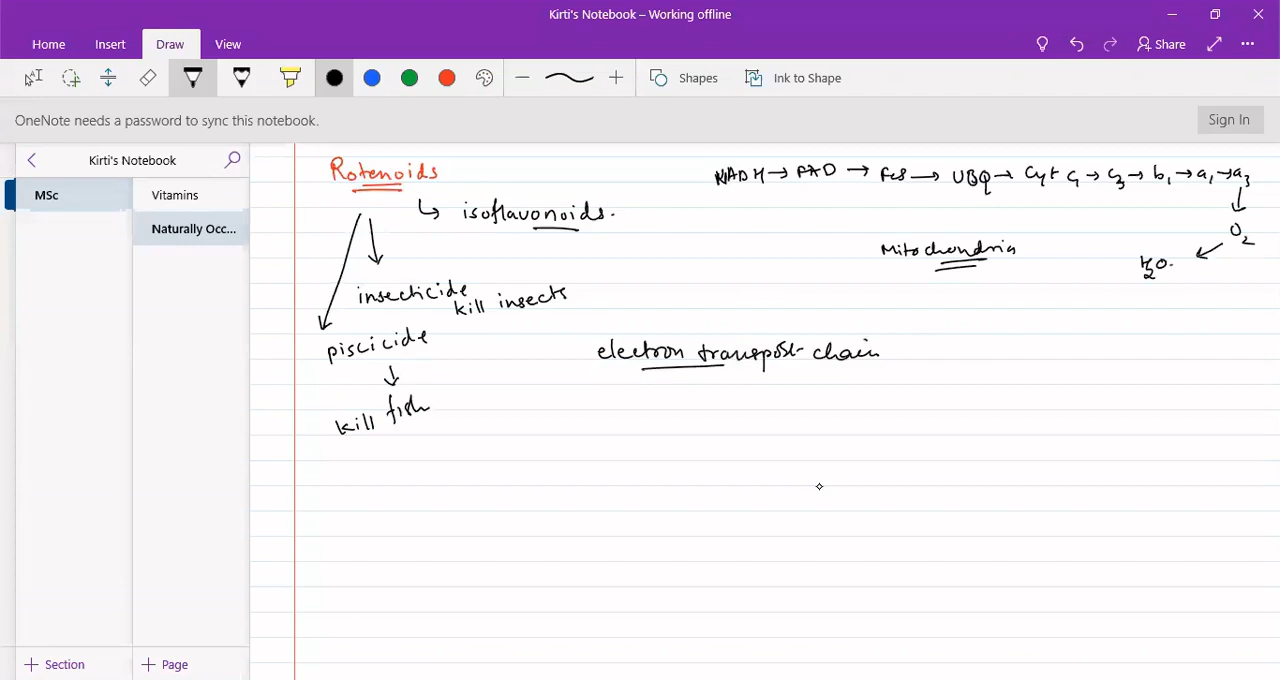 Kirti's Notebook – Working offline
Home Insert Draw View
Share
Shapes Ink to Shape
OneNote needs a password to sync this notebook.
Sign In
Kirti's Notebook
MSc
Vitamins
Naturally Occ...
Rotenoids
↳ isoflavonoids.
NADH → FAD → FeS → UBQ → Cyt c₁ → c₃ → b₁ → a₁ → a₃
↓
O₂
H₂O.
Mitochondria
insecticide
kill insects
piscicide
↓
kill fish
electron transport chain
+ Section + Page